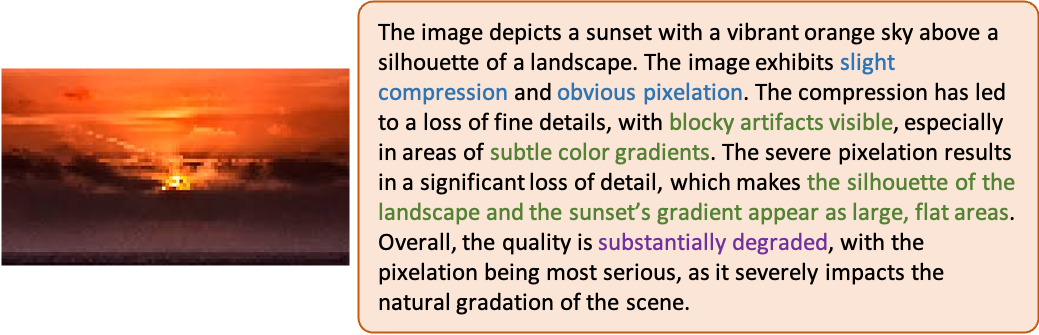 The image depicts a sunset with a vibrant orange sky above a
silhouette of a landscape. The image exhibits slight
compression and obvious pixelation. The compression has led
to a loss of fine details, with blocky artifacts visible, especially
in areas of subtle color gradients. The severe pixelation results
in a significant loss of detail, which makes the silhouette of the
landscape and the sunset’s gradient appear as large, flat areas.
Overall, the quality is substantially degraded, with the
pixelation being most serious, as it severely impacts the
natural gradation of the scene.